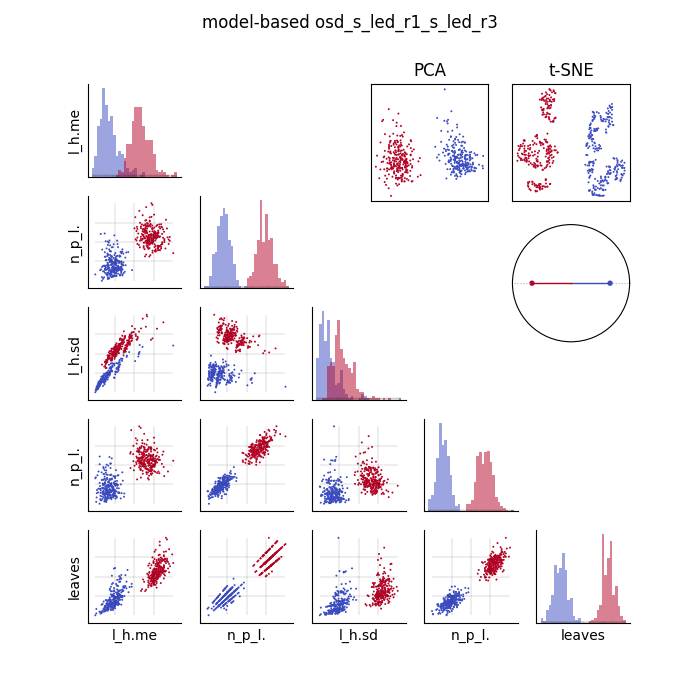 model-based osd_s_led_r1_s_led_r3
PCA
t-SNE
l_h.me
n_p_l.
l_h.sd
n_p_l.
leaves
l_h.me
n_p_l.
l_h.sd
n_p_l.
leaves